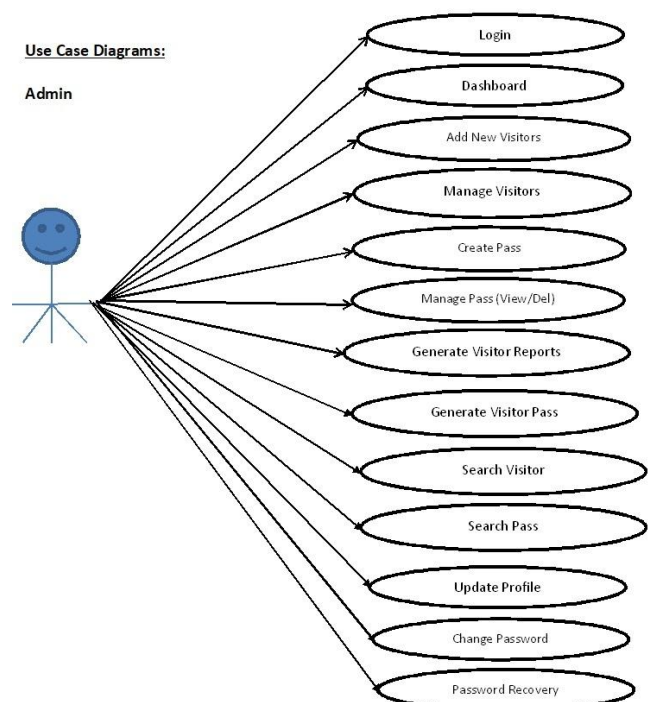 Use Case Diagrams:
Admin
Login
Dashboard
Add New Visitors
Manage Visitors
Create Pass
Manage Pass (View/Del)
Generate Visitor Reports
Generate Visitor Pass
Search Visitor
Search Pass
Update Profile
Change Password
Password Recovery